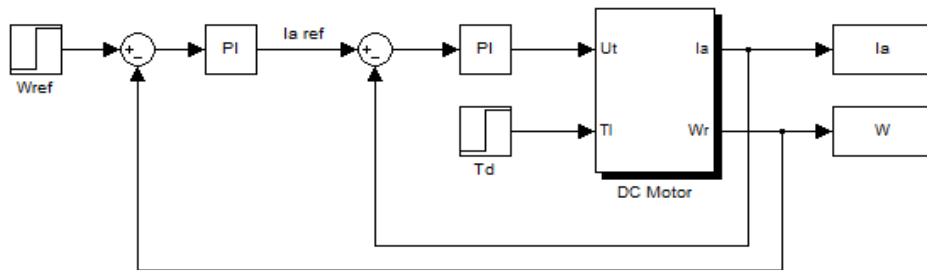 Wref
PI
Ia ref
PI
Ut
Ia
Ia
Td
Tl
Wr
W
DC Motor